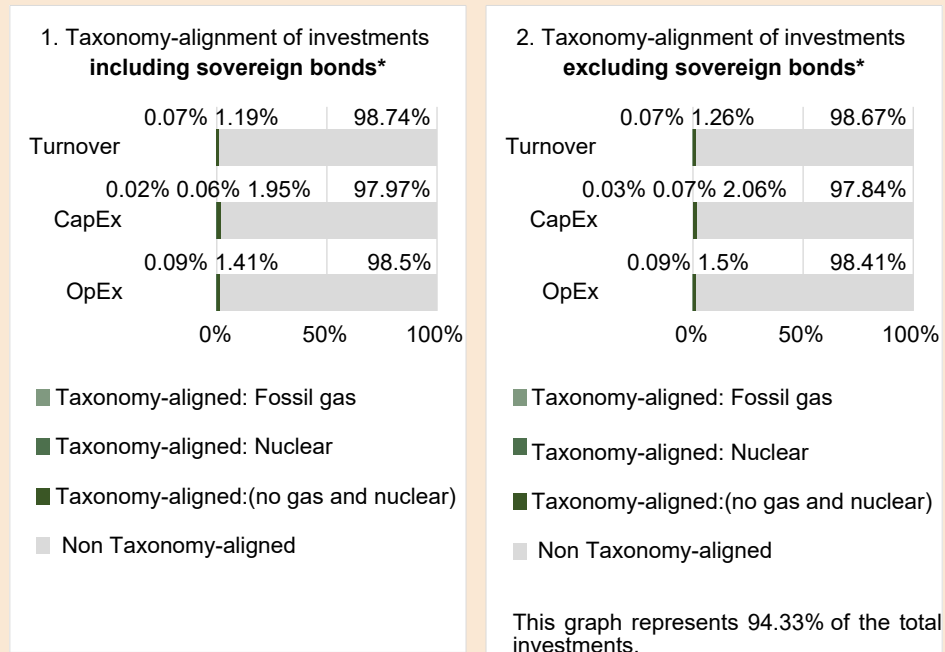 1. Taxonomy-alignment of investments
including sovereign bonds*
0.07% 1.19% 98.74%
Turnover
0.02% 0.06% 1.95% 97.97%
CapEx
0.09% 1.41% 98.5%
OpEx
0% 50% 100%
Taxonomy-aligned: Fossil gas
Taxonomy-aligned: Nuclear
Taxonomy-aligned:(no gas and nuclear)
Non Taxonomy-aligned
2. Taxonomy-alignment of investments
excluding sovereign bonds*
0.07% 1.26% 98.67%
Turnover
0.03% 0.07% 2.06% 97.84%
CapEx
0.09% 1.5% 98.41%
OpEx
0% 50% 100%
Taxonomy-aligned: Fossil gas
Taxonomy-aligned: Nuclear
Taxonomy-aligned:(no gas and nuclear)
Non Taxonomy-aligned
This graph represents 94.33% of the total
investments.